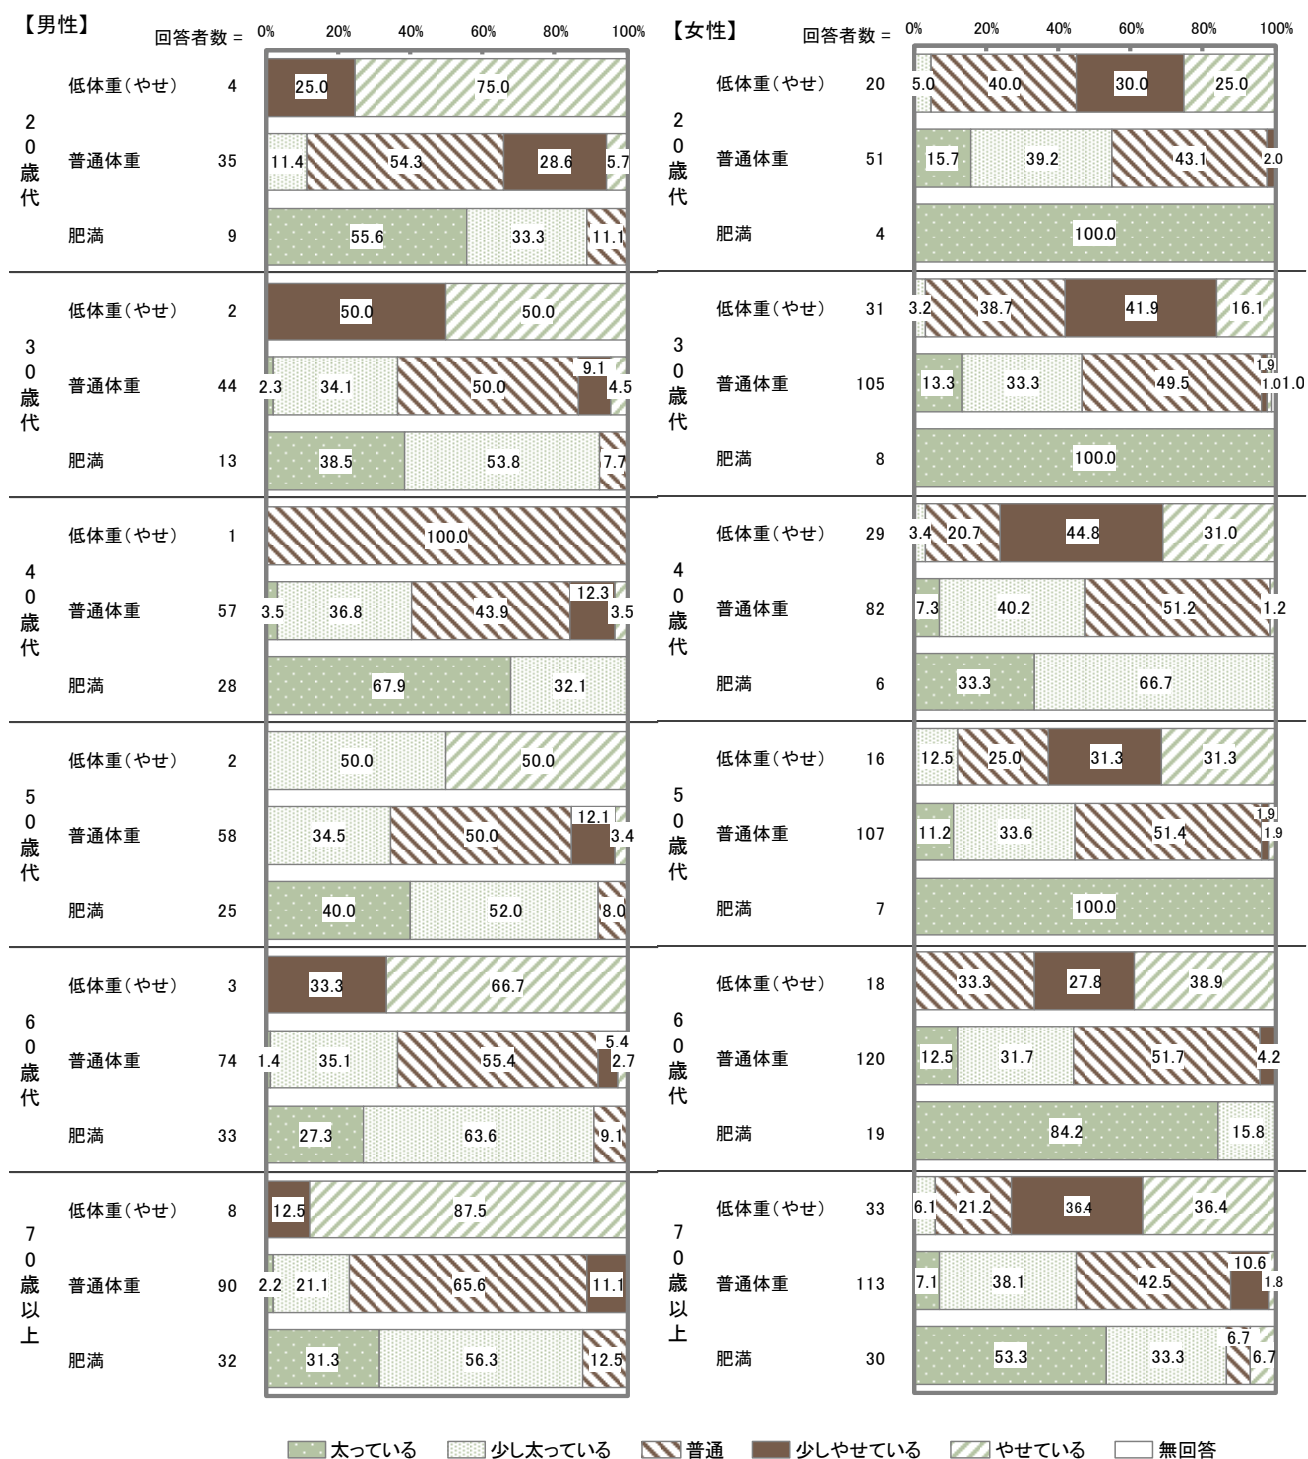 【男性】
回答者数 =
0% 20% 40% 60% 80% 100%
20歳代
低体重(やせ) 4 25.0 75.0
普通体重 35 11.4 54.3 28.6 5.7
肥満 9 55.6 33.3 11.1
30歳代
低体重(やせ) 2 50.0 50.0
普通体重 44 2.3 34.1 50.0 9.1 4.5
肥満 13 38.5 53.8 7.7
40歳代
低体重(やせ) 1 100.0
普通体重 57 3.5 36.8 43.9 12.3 3.5
肥満 28 67.9 32.1
50歳代
低体重(やせ) 2 50.0 50.0
普通体重 58 34.5 50.0 12.1 3.4
肥満 25 40.0 52.0 8.0
60歳代
低体重(やせ) 3 33.3 66.7
普通体重 74 1.4 35.1 55.4 5.4 2.7
肥満 33 27.3 63.6 9.1
70歳以上
低体重(やせ) 8 12.5 87.5
普通体重 90 2.2 21.1 65.6 11.1
肥満 32 31.3 56.3 12.5
【女性】
回答者数 =
0% 20% 40% 60% 80% 100%
20歳代
低体重(やせ) 20 5.0 40.0 30.0 25.0
普通体重 51 15.7 39.2 43.1 2.0
肥満 4 100.0
30歳代
低体重(やせ) 31 3.2 38.7 41.9 16.1
普通体重 105 13.3 33.3 49.5 1.9 1.0 1.0
肥満 8 100.0
40歳代
低体重(やせ) 29 3.4 20.7 44.8 31.0
普通体重 82 7.3 40.2 51.2 1.2
肥満 6 33.3 66.7
50歳代
低体重(やせ) 16 12.5 25.0 31.3 31.3
普通体重 107 11.2 33.6 51.4 1.9 1.9
肥満 7 100.0
60歳代
低体重(やせ) 18 33.3 27.8 38.9
普通体重 120 12.5 31.7 51.7 4.2
肥満 19 84.2 15.8
70歳以上
低体重(やせ) 33 6.1 21.2 36.4 36.4
普通体重 113 7.1 38.1 42.5 10.6 1.8
肥満 30 53.3 33.3 6.7 6.7
太っている 少し太っている 普通 少しやせている やせている 無回答